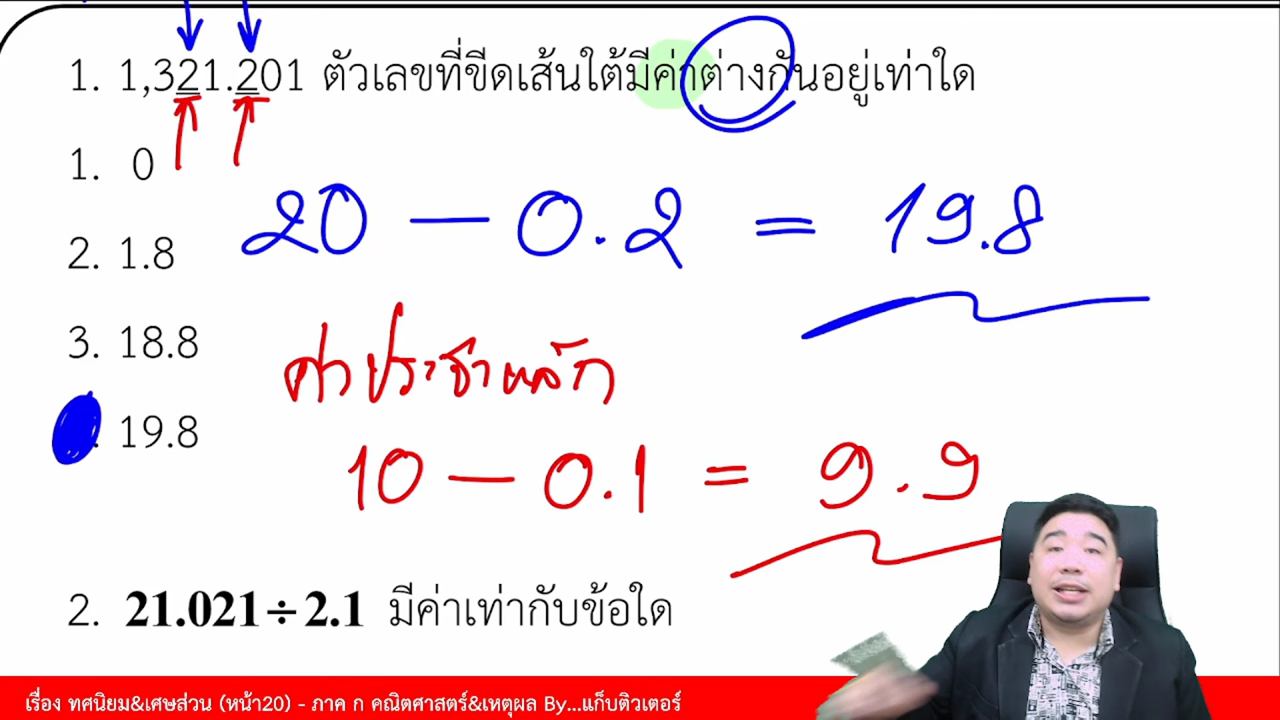 1. 1,321.201 ตัวเลขที่ขีดเส้นใต้มีค่าต่างกันอยู่เท่าใด
1. 0
20 - 0.2 = 19.8
2. 1.8
3. 18.8
ค่าประจำหลัก
19.8
10 - 0.1 = 9.9
2. 21.021÷2.1 มีค่าเท่ากับข้อใด
เรื่อง ทศนิยม&เศษส่วน (หน้า20) - ภาค ก คณิตศาสตร์&เหตุผล By...แก็บติวเตอร์